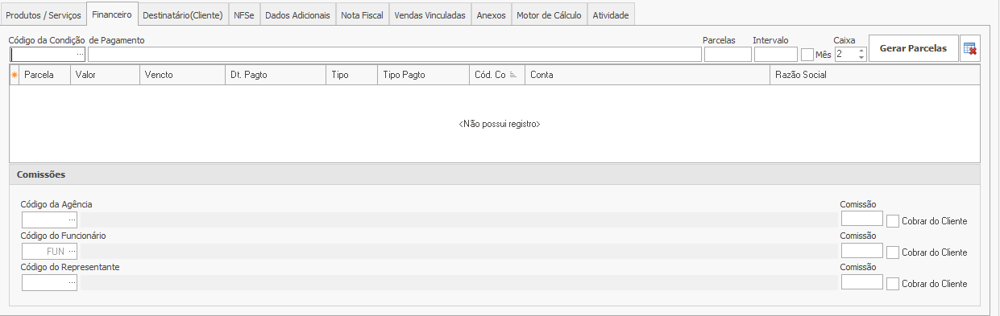 Produtos / Serviços Financeiro Destinatário(Cliente) NFSe Dados Adicionais Nota Fiscal Vendas Vinculadas Anexos Motor de Cálculo Atividade
Código da Condição de Pagamento Parcelas Intervalo Caixa
... Mês 2 Gerar Parcelas
Parcela Valor Vencto Dt. Pagto Tipo Tipo Pagto Cód. Co Conta Razão Social
<Não possui registro>
Comissões
Código da Agência Comissão
... Cobrar do Cliente
Código do Funcionário Comissão
FUN ... Cobrar do Cliente
Código do Representante Comissão
... Cobrar do Cliente